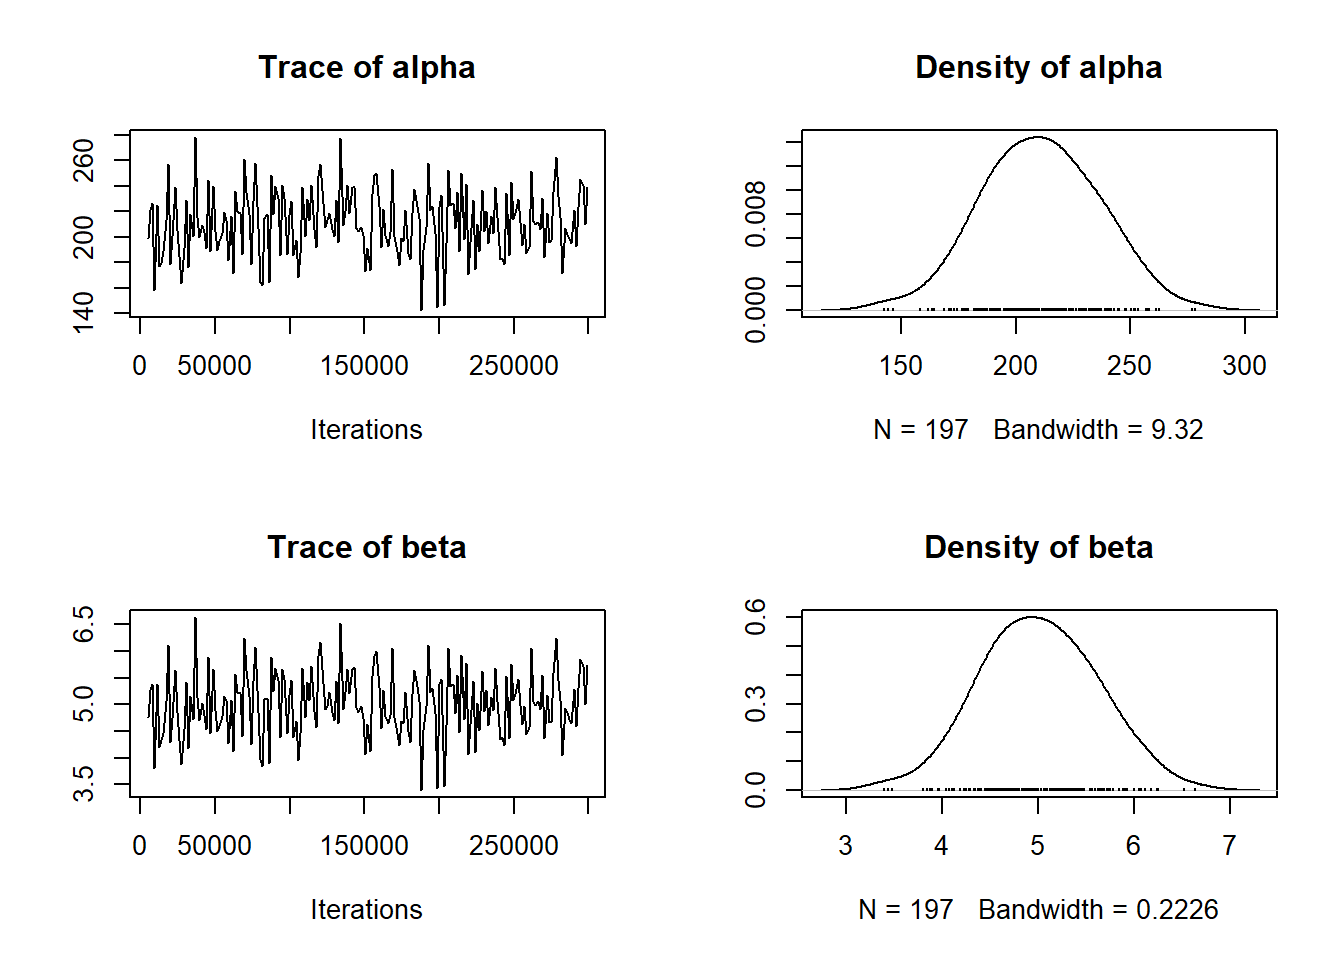 Trace of alpha
260
200
140
0 50000 150000 250000
Iterations
Density of alpha
0.008
0.000
150 200 250 300
N = 197 Bandwidth = 9.32
Trace of beta
6.5
5.0
3.5
0 50000 150000 250000
Iterations
Density of beta
0.6
0.3
0.0
3 4 5 6 7
N = 197 Bandwidth = 0.2226